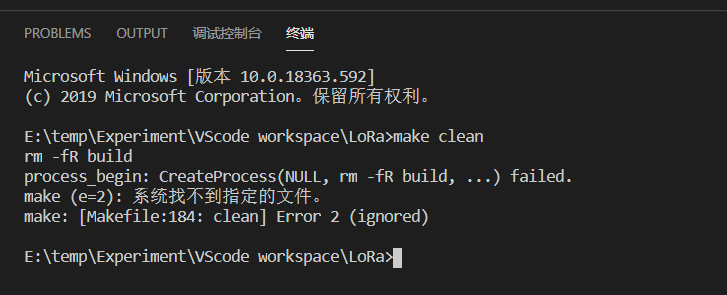 PROBLEMS OUTPUT 调试控制台 终端
Microsoft Windows [版本 10.0.18363.592]
(c) 2019 Microsoft Corporation。保留所有权利。
E:\temp\Experiment\VScode workspace\LoRa>make clean
rm -fR build
process_begin: CreateProcess(NULL, rm -fR build, ...) failed.
make (e=2): 系统找不到指定的文件。
make: [Makefile:184: clean] Error 2 (ignored)
E:\temp\Experiment\VScode workspace\LoRa>